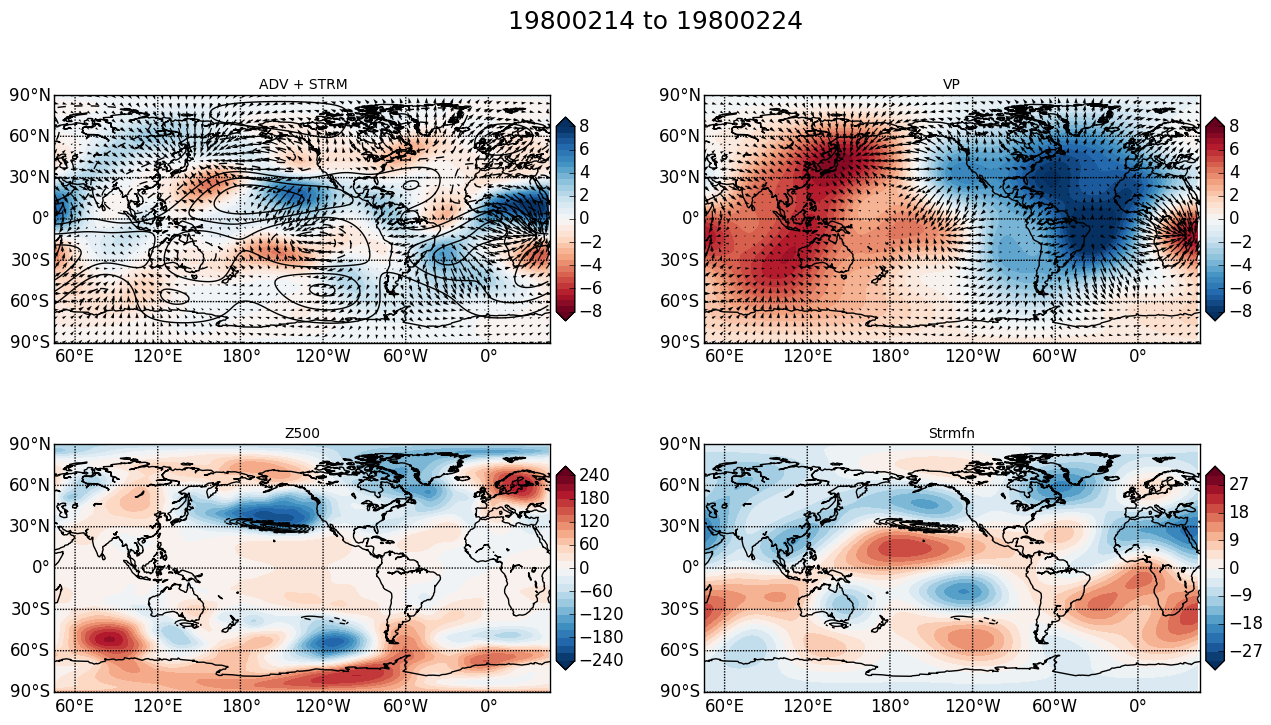 19800214 to 19800224
ADV + STRM
90°N
60°N
30°N
0°
30°S
60°S
90°S
60°E 120°E 180° 120°W 60°W 0°
8
6
4
2
0
−2
−4
−6
−8
VP
90°N
60°N
30°N
0°
30°S
60°S
90°S
60°E 120°E 180° 120°W 60°W 0°
8
6
4
2
0
−2
−4
−6
−8
Z500
90°N
60°N
30°N
0°
30°S
60°S
90°S
60°E 120°E 180° 120°W 60°W 0°
240
180
120
60
0
−60
−120
−180
−240
Strmfn
90°N
60°N
30°N
0°
30°S
60°S
90°S
60°E 120°E 180° 120°W 60°W 0°
27
18
9
0
−9
−18
−27